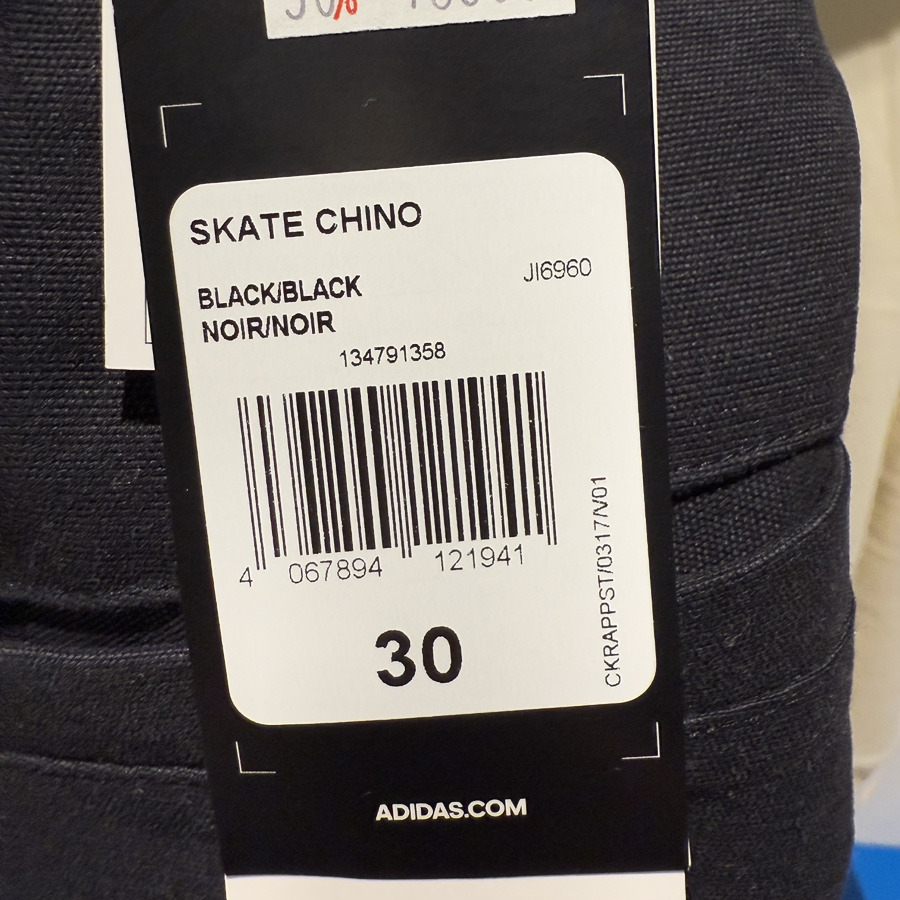 SKATE CHINO
BLACK/BLACK
JI6960
NOIR/NOIR
134791358
4 067894 121941
CKRAPPST/0317/V01
30
ADIDAS.COM